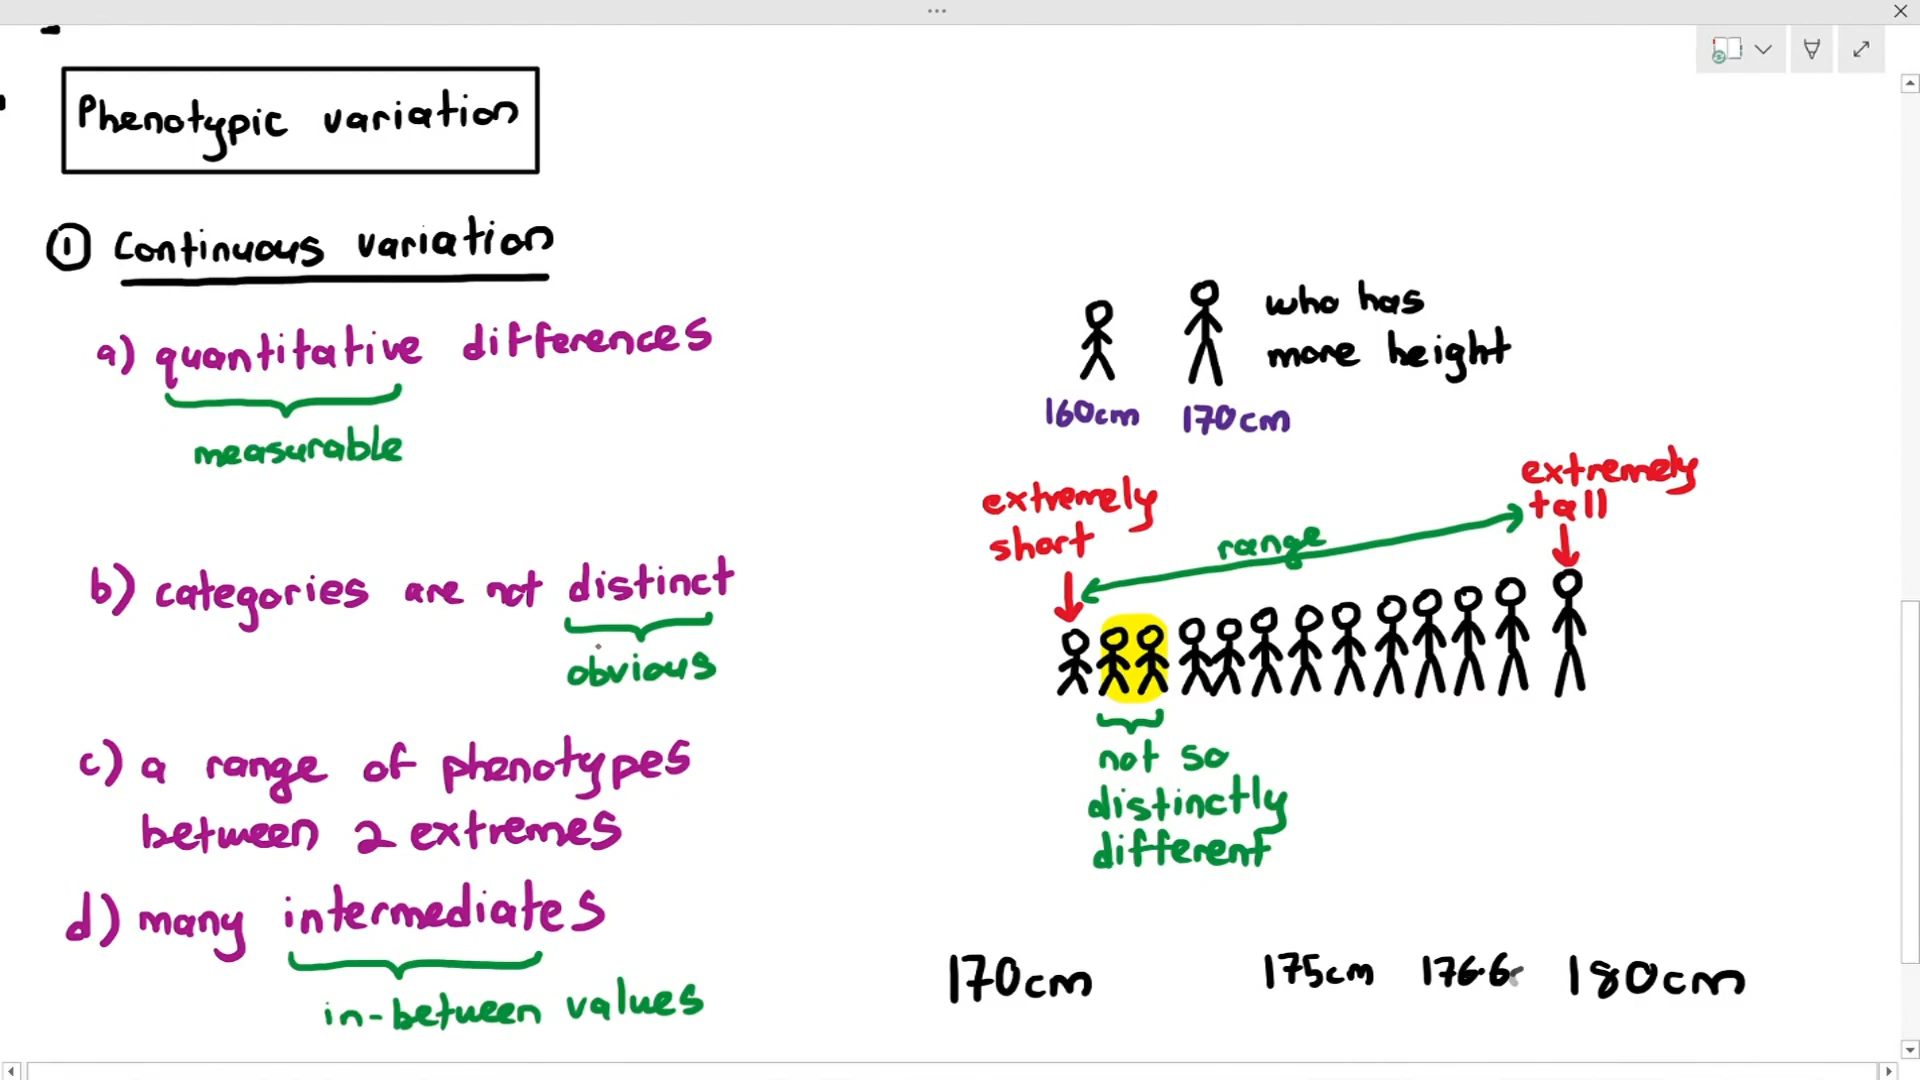 Phenotypic variation
① Continuous variation
a) quantitative differences
measurable
b) categories are not distinct
obvious
c) a range of phenotypes
between 2 extremes
d) many intermediates
in-between values
who has
more height
160cm 170cm
extremely
short
range
extremely
tall
not so
distinctly
different
170cm 175cm 176.6c 180cm